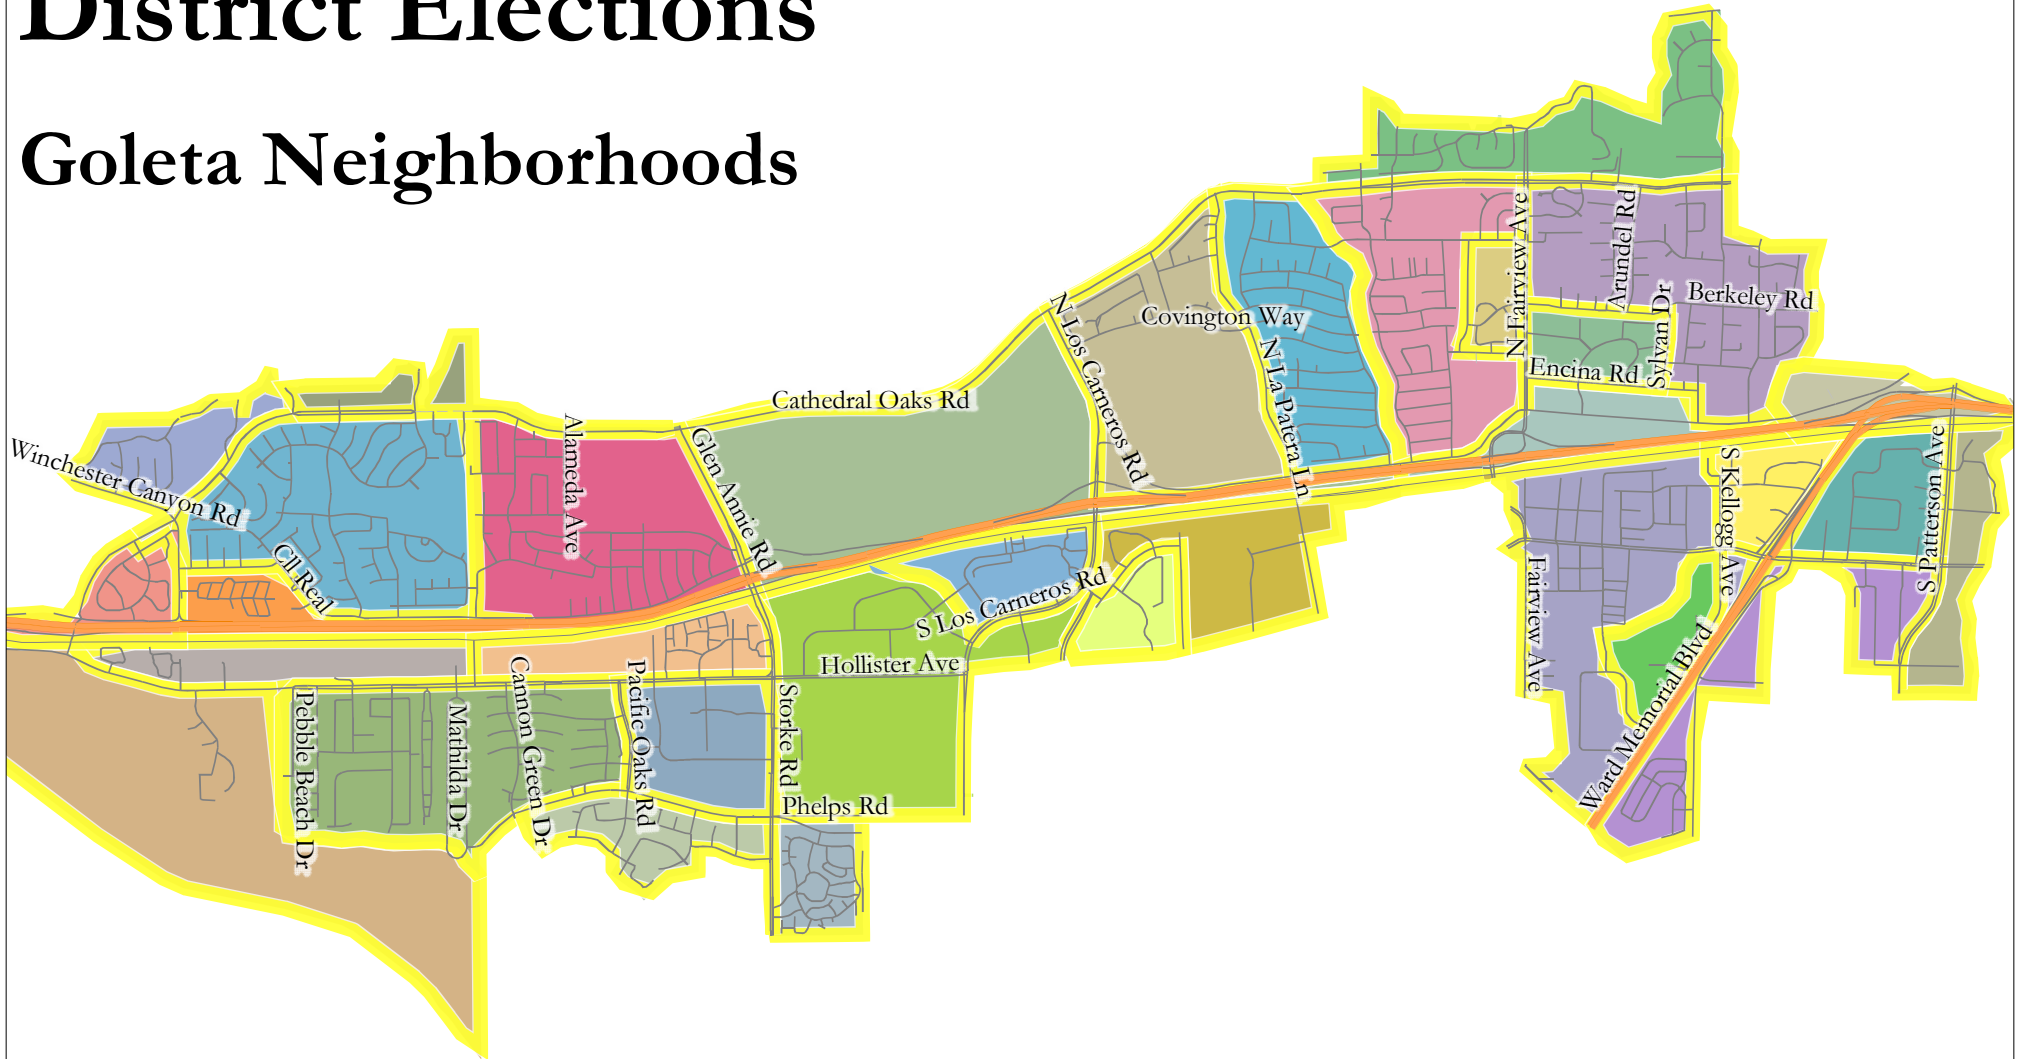 District Elections
Goleta Neighborhoods
N Fairview Ave
Arundel Rd
Sylvan Dr
Berkeley Rd
Covington Way
N Los Carneros Rd
N La Patera Ln
Encina Rd
Cathedral Oaks Rd
Winchester Canyon Rd
Alameda Ave
Glen Annie Rd
Cll Real
S Kellogg Ave
S Patterson Ave
Fairview Ave
S Los Carneros Rd
Hollister Ave
Ward Memorial Blvd
Pebble Beach Dr
Mathilda Dr
Cannon Green Dr
Pacific Oaks Rd
Storke Rd
Phelps Rd